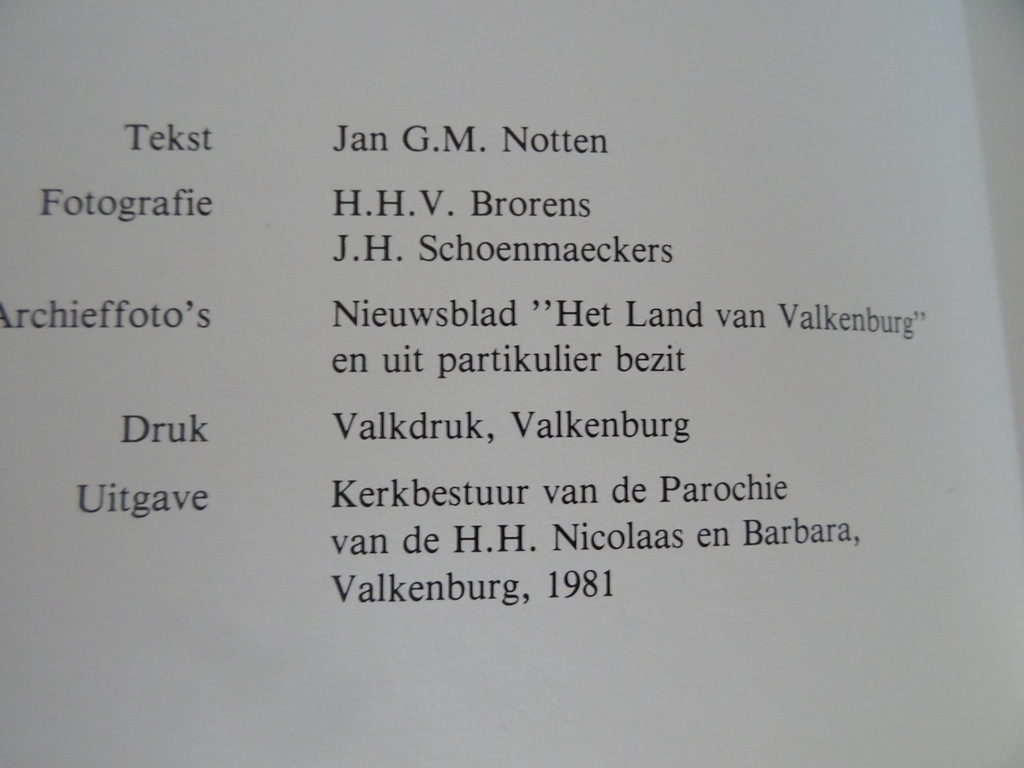 Tekst Jan G.M. Notten
Fotografie H.H.V. Brorens
J.H. Schoenmaeckers
Archieffoto's Nieuwsblad ''Het Land van Valkenburg''
en uit partikulier bezit
Druk Valkdruk, Valkenburg
Uitgave Kerkbestuur van de Parochie
van de H.H. Nicolaas en Barbara,
Valkenburg, 1981